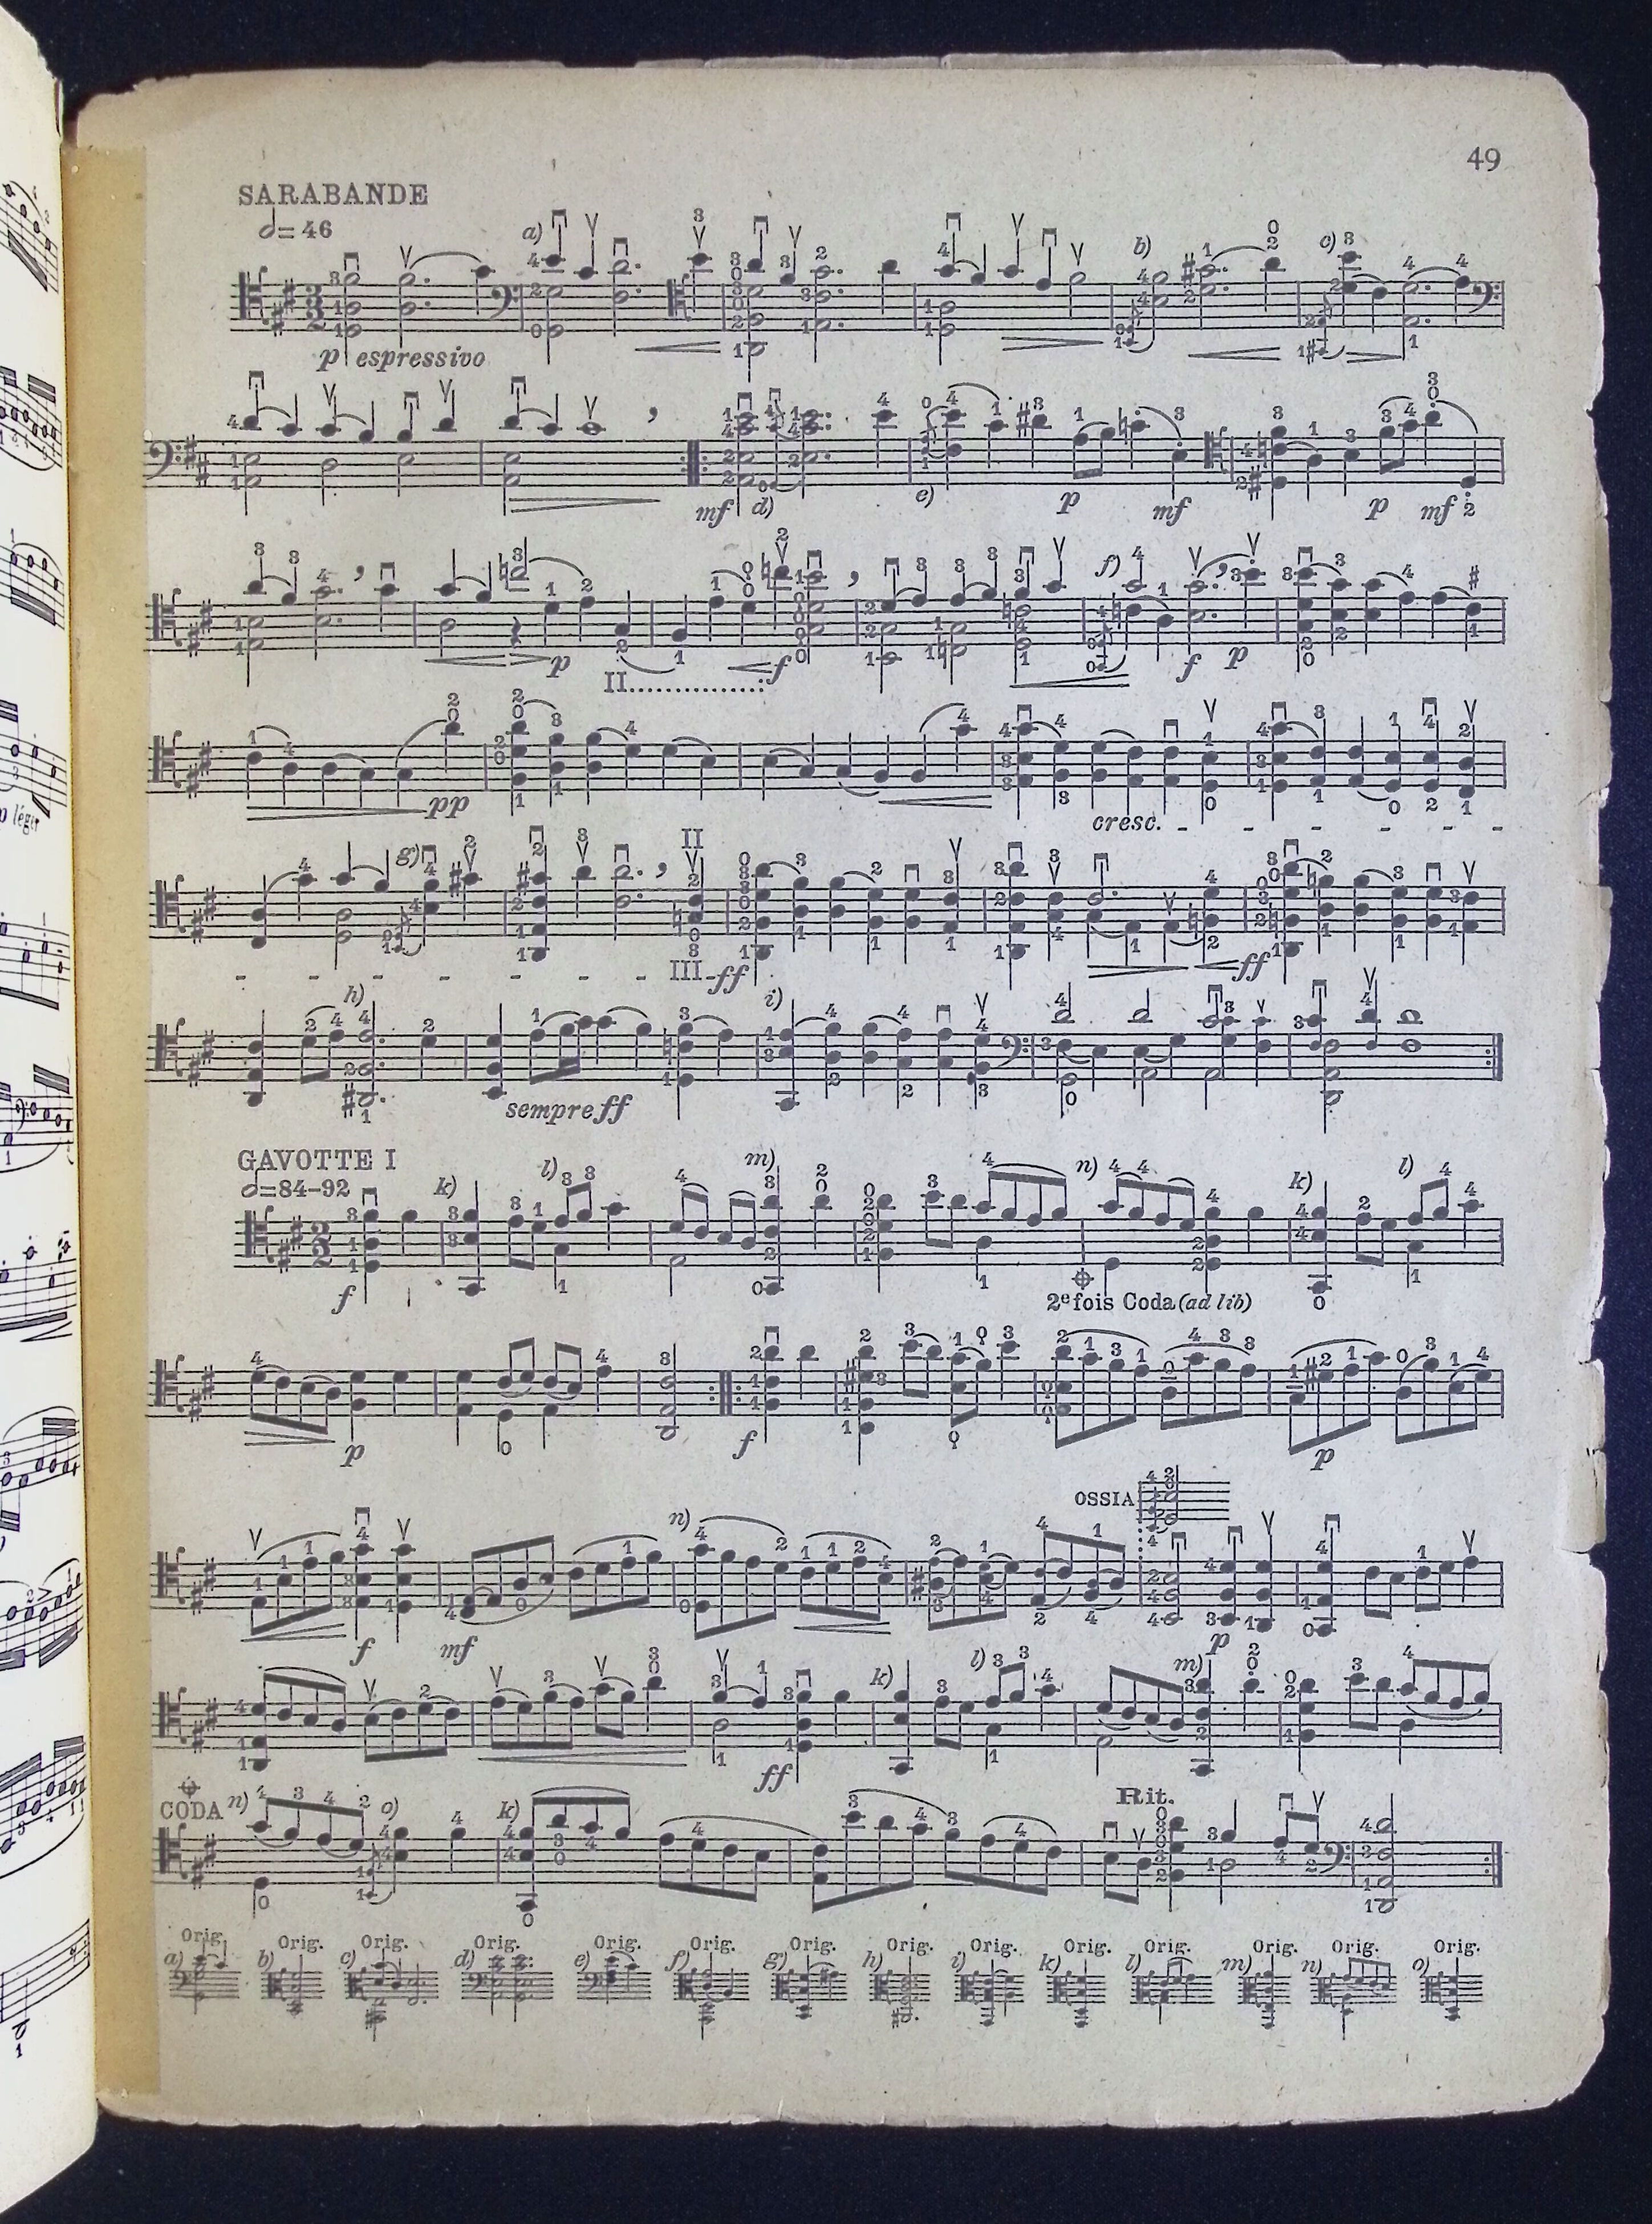 49
SARABANDE
= 46
a)
b)
c)
p espressivo
mf d)
e)
p
mf
p
mf
f)
p
f
f
p
II
pp
cresc.
g)
II
III
ff
ff
h)
i)
sempre ff
GAVOTTE I
=84-92
k)
l)
m)
n)
k)
l)
f
2e fois Coda (ad lib)
p
f
p
OSSIA
n)
f
mf
p
k)
l)
m)
ff
CODA n)
o)
k)
Rit.
Orig. Orig. Orig. Orig. Orig. Orig. Orig. Orig. Orig. Orig. Orig. Orig. Orig. Orig.
a) b) c) d) e) f) g) h) i) k) l) m) n) o)